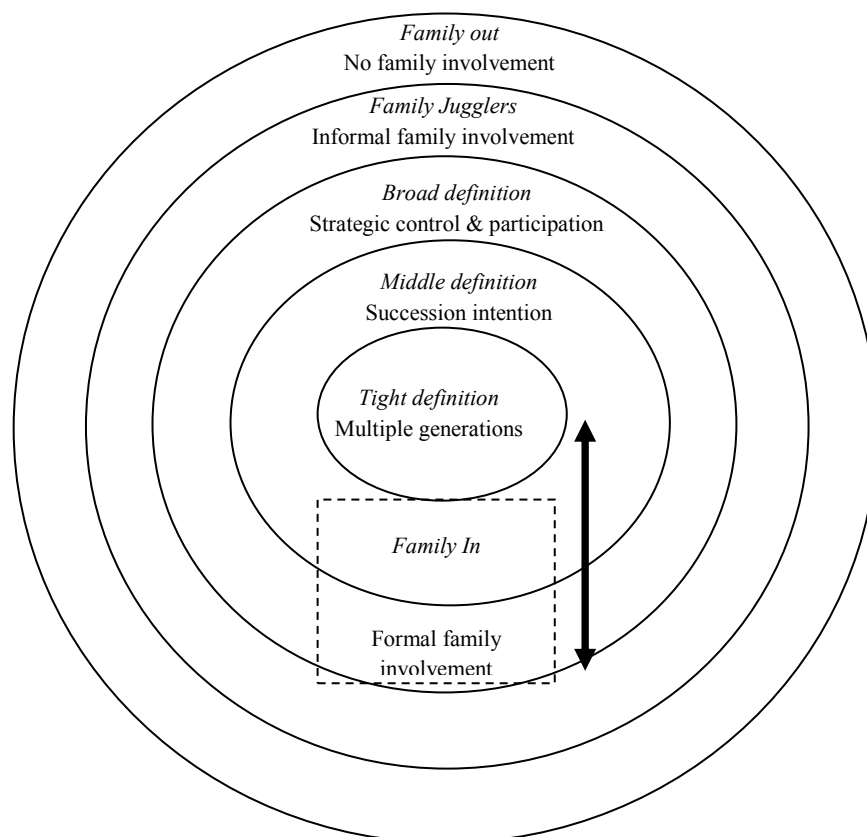 Family out
No family involvement
Family Jugglers
Informal family involvement
Broad definition
Strategic control & participation
Middle definition
Succession intention
Tight definition
Multiple generations
Family In
Formal family
involvement